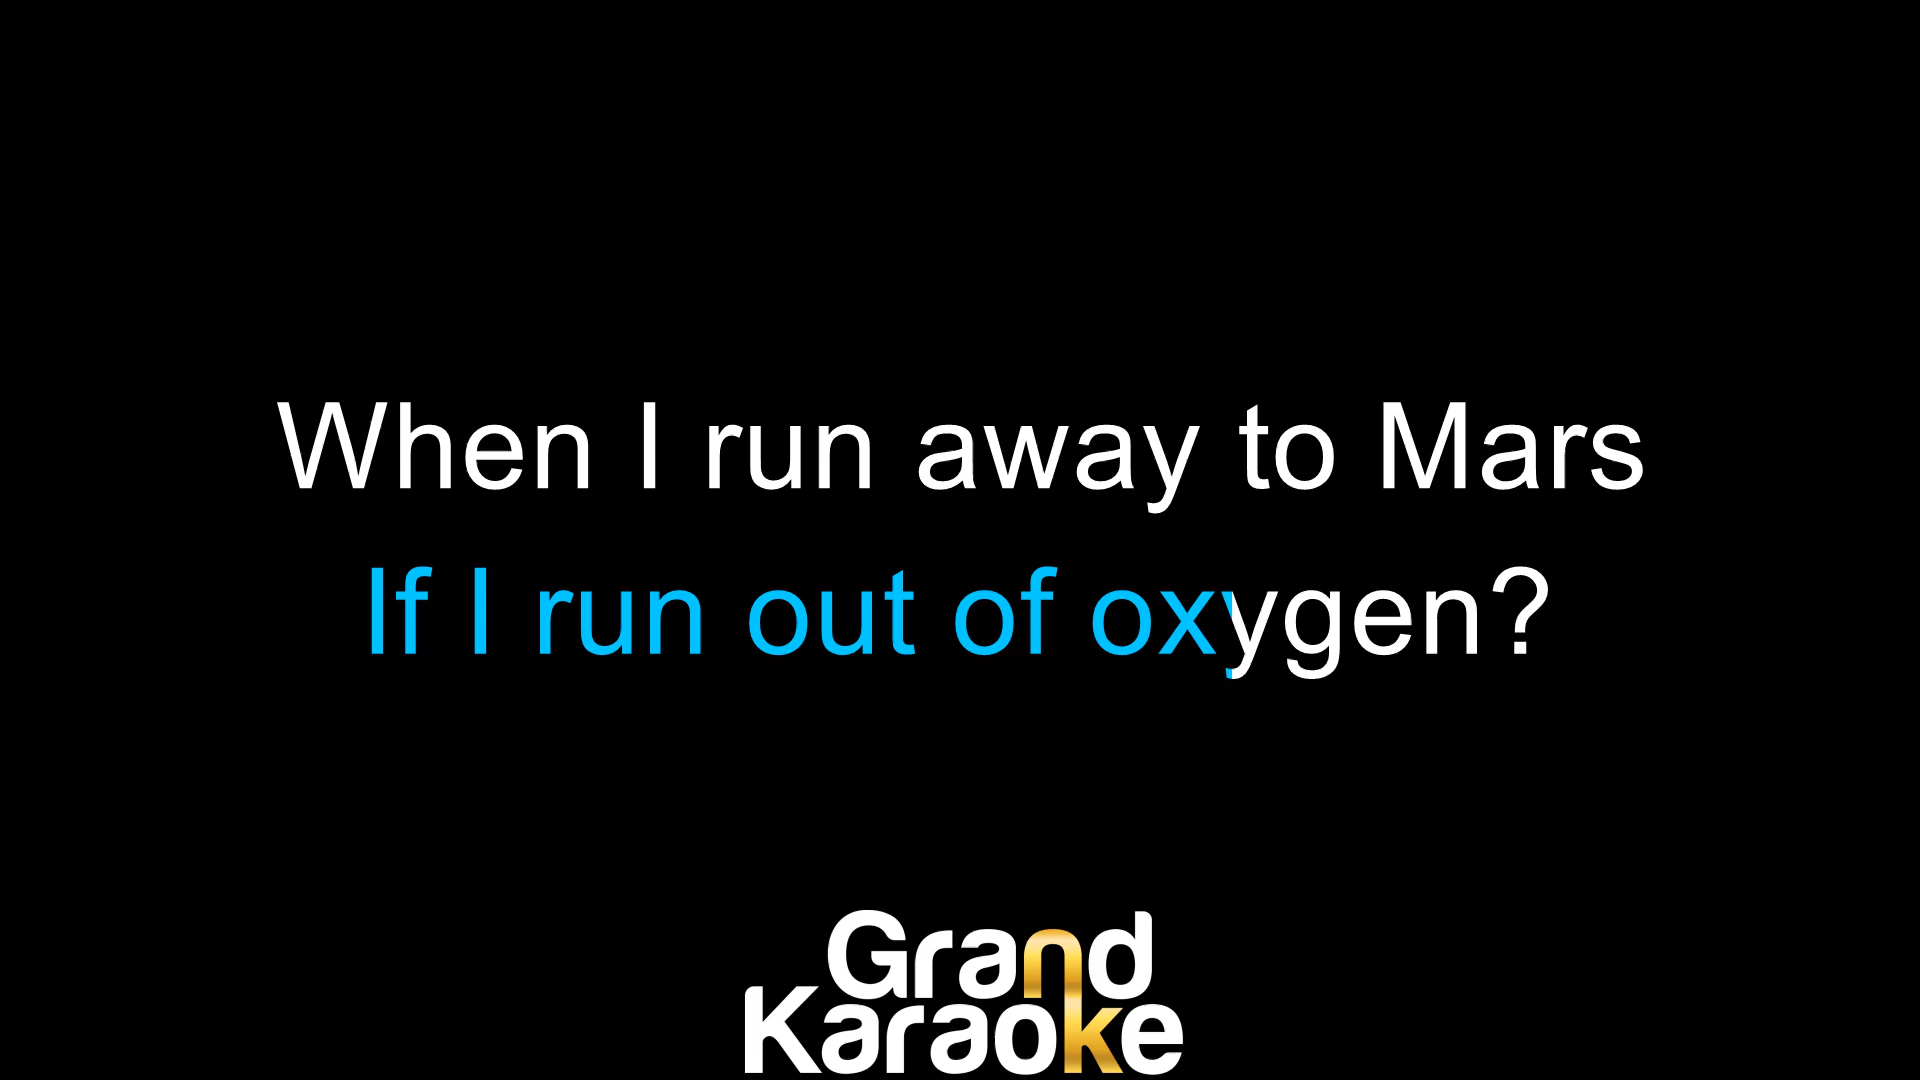 When I run away to Mars
If I run out of oxygen?
Grand
Karaoke